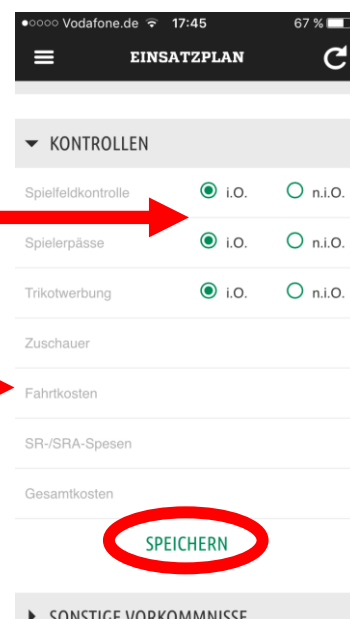 Vodafone.de 17:45 67 %
EINSATZPLAN
KONTROLLEN
Spielfeldkontrolle i.O. n.i.O.
Spielerpässe i.O. n.i.O.
Trikotwerbung i.O. n.i.O.
Zuschauer
Fahrtkosten
SR-/SRA-Spesen
Gesamtkosten
SPEICHERN
SONSTIGE VORKOMMNISSE